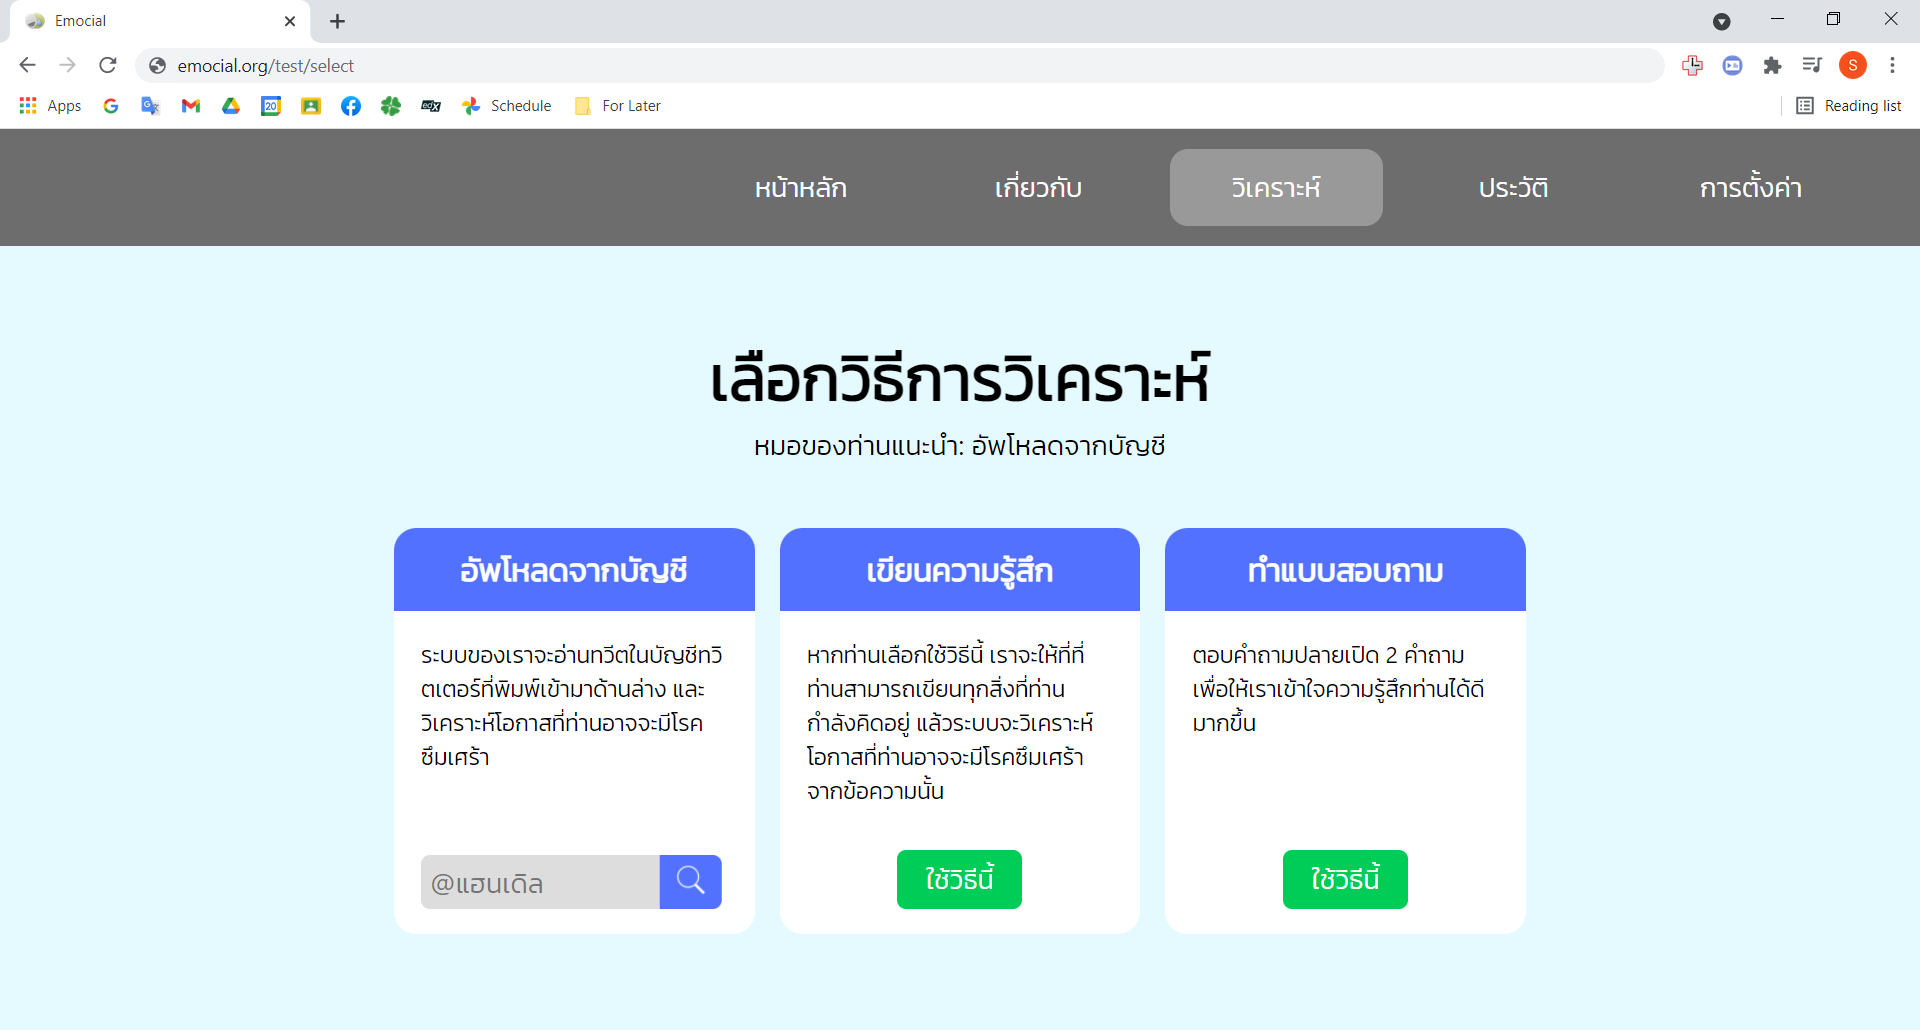 Emocial
emocial.org/test/select
S
Apps
20
edX
Schedule
For Later
Reading list
หน้าหลัก เกี่ยวกับ วิเคราะห์ ประวัติ การตั้งค่า
เลือกวิธีการวิเคราะห์
หมอของท่านแนะนำ: อัพโหลดจากบัญชี
อัพโหลดจากบัญชี
ระบบของเราจะอ่านทวีตในบัญชีทวิ
ตเตอร์ที่พิมพ์เข้ามาด้านล่าง และ
วิเคราะห์โอกาสที่ท่านอาจจะมีโรค
ซึมเศร้า
@แฮนเดิล
เขียนความรู้สึก
หากท่านเลือกใช้วิธีนี้ เราจะให้ที่ที่
ท่านสามารถเขียนทุกสิ่งที่ท่าน
กำลังคิดอยู่ แล้วระบบจะวิเคราะห์
โอกาสที่ท่านอาจจะมีโรคซึมเศร้า
จากข้อความนั้น
ใช้วิธีนี้
ทำแบบสอบถาม
ตอบคำถามปลายเปิด 2 คำถาม
เพื่อให้เราเข้าใจความรู้สึกท่านได้ดี
มากขึ้น
ใช้วิธีนี้